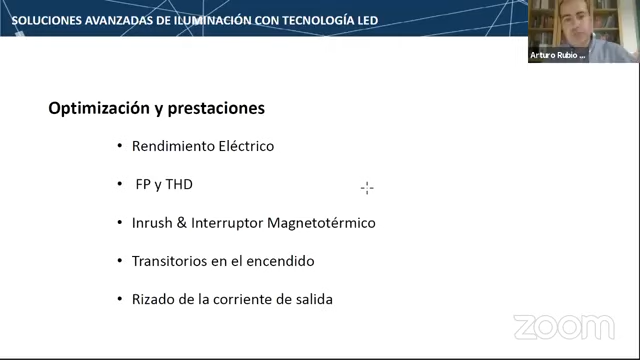 SOLUCIONES AVANZADAS DE ILUMINACIÓN CON TECNOLOGÍA LED
Arturo Rubio ...
Optimización y prestaciones
• Rendimiento Eléctrico
• FP y THD
• Inrush & Interruptor Magnetotérmico
• Transitorios en el encendido
• Rizado de la corriente de salida
zoom